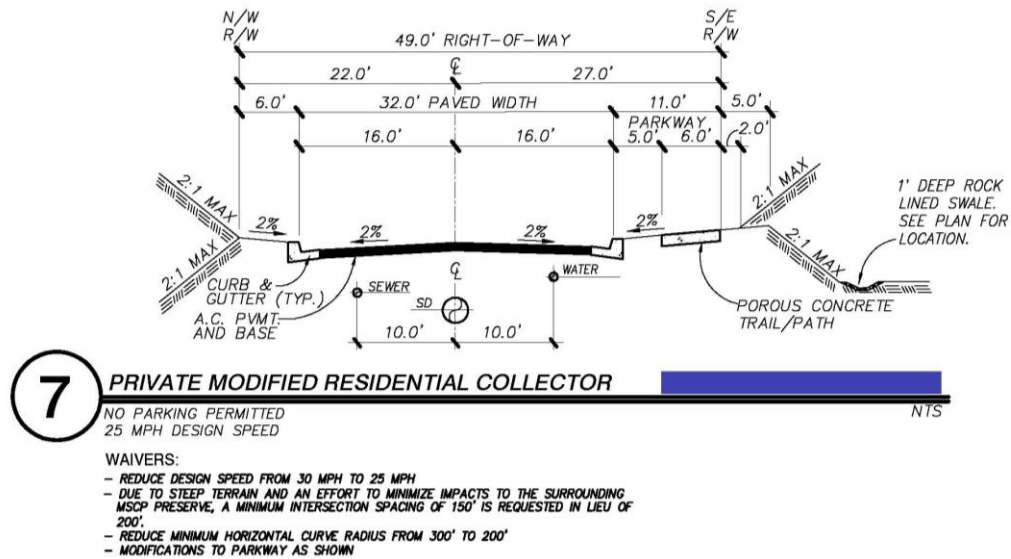 N/W
R/W
S/E
R/W
49.0' RIGHT-OF-WAY
℄
22.0'
27.0'
6.0'
32.0' PAVED WIDTH
11.0'
5.0'
PARKWAY
16.0'
16.0'
5.0'
6.0'
2.0'
2:1 MAX
2:1 MAX
2%
2%
2%
2%
2:1 MAX
2:1 MAX
1' DEEP ROCK
LINED SWALE.
SEE PLAN FOR
LOCATION.
CURB &
GUTTER (TYP.)
A.C. PVMT.
AND BASE
℄
SEWER
SD
WATER
POROUS CONCRETE
TRAIL/PATH
10.0'
10.0'
7
PRIVATE MODIFIED RESIDENTIAL COLLECTOR
NO PARKING PERMITTED
25 MPH DESIGN SPEED
NTS
WAIVERS:
- REDUCE DESIGN SPEED FROM 30 MPH TO 25 MPH
- DUE TO STEEP TERRAIN AND AN EFFORT TO MINIMIZE IMPACTS TO THE SURROUNDING
MSCP PRESERVE, A MINIMUM INTERSECTION SPACING OF 150' IS REQUESTED IN LIEU OF
200'.
- REDUCE MINIMUM HORIZONTAL CURVE RADIUS FROM 300' TO 200'
- MODIFICATIONS TO PARKWAY AS SHOWN